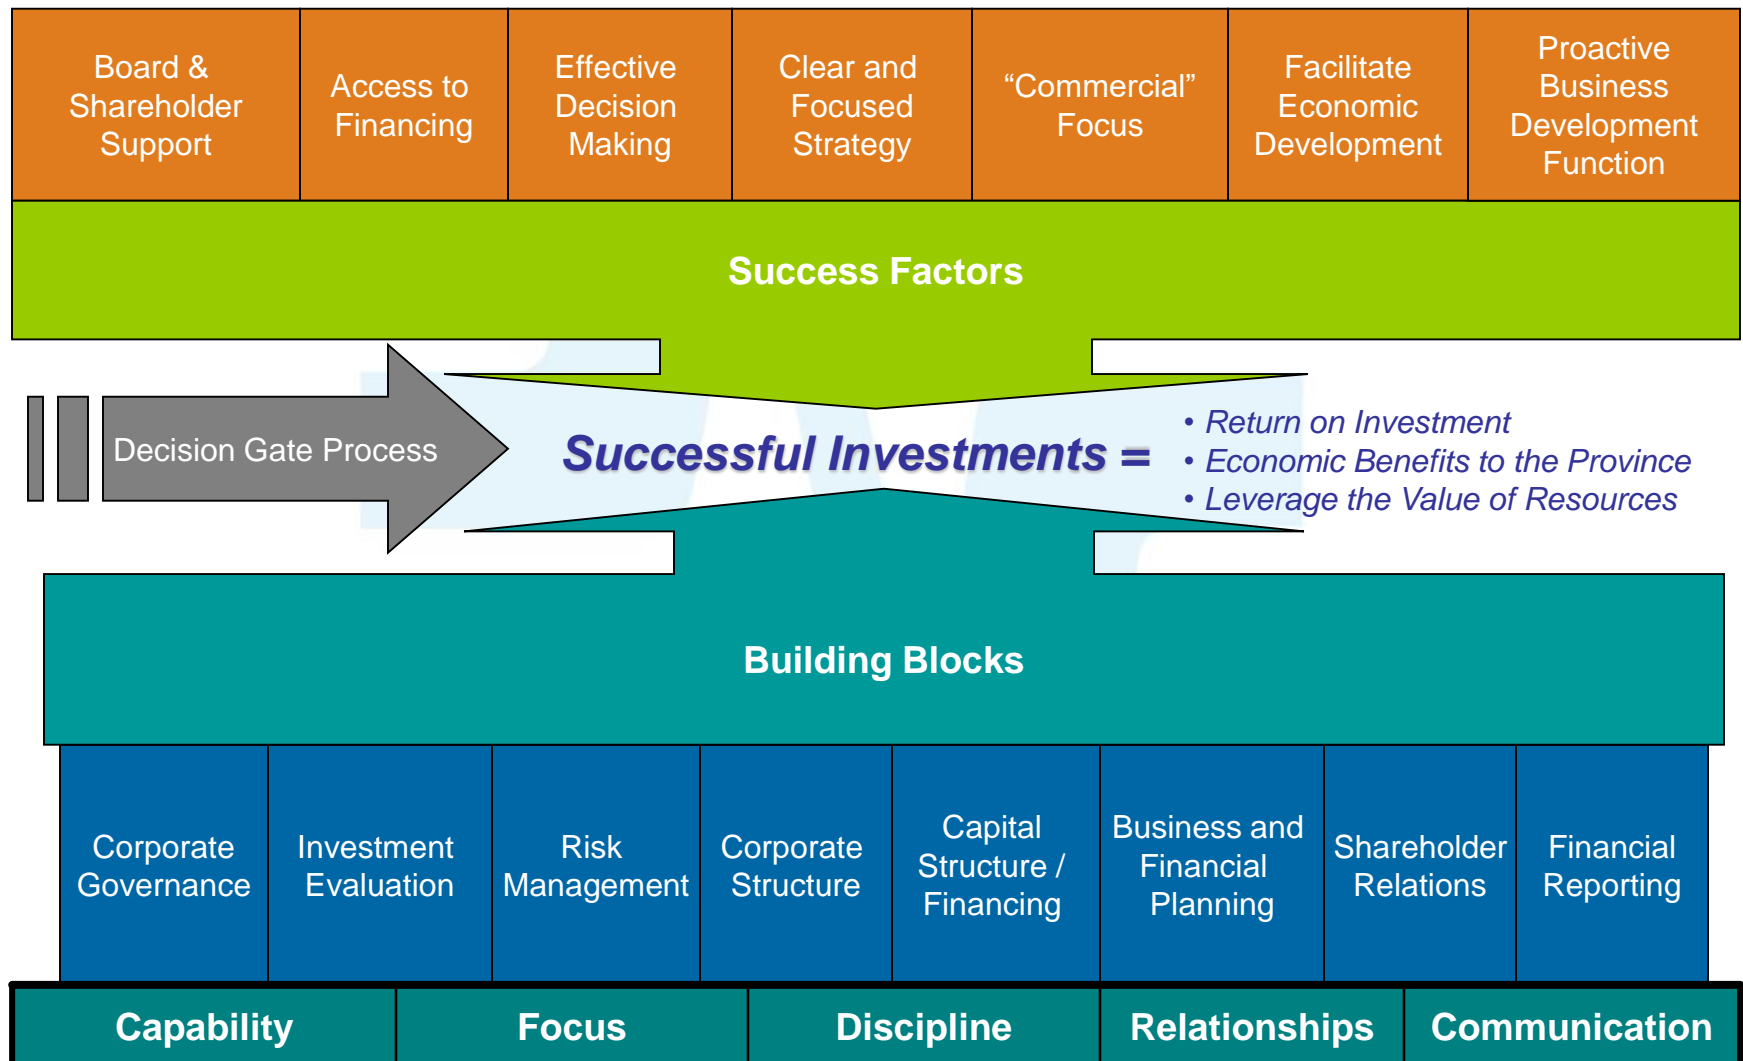 Board &
Shareholder
Support
Access to
Financing
Effective
Decision
Making
Clear and
Focused
Strategy
“Commercial”
Focus
Facilitate
Economic
Development
Proactive
Business
Development
Function
Success Factors
Decision Gate Process
Successful Investments =
• Return on Investment
• Economic Benefits to the Province
• Leverage the Value of Resources
Building Blocks
Corporate
Governance
Investment
Evaluation
Risk
Management
Corporate
Structure
Capital
Structure /
Financing
Business and
Financial
Planning
Shareholder
Relations
Financial
Reporting
Capability
Focus
Discipline
Relationships
Communication